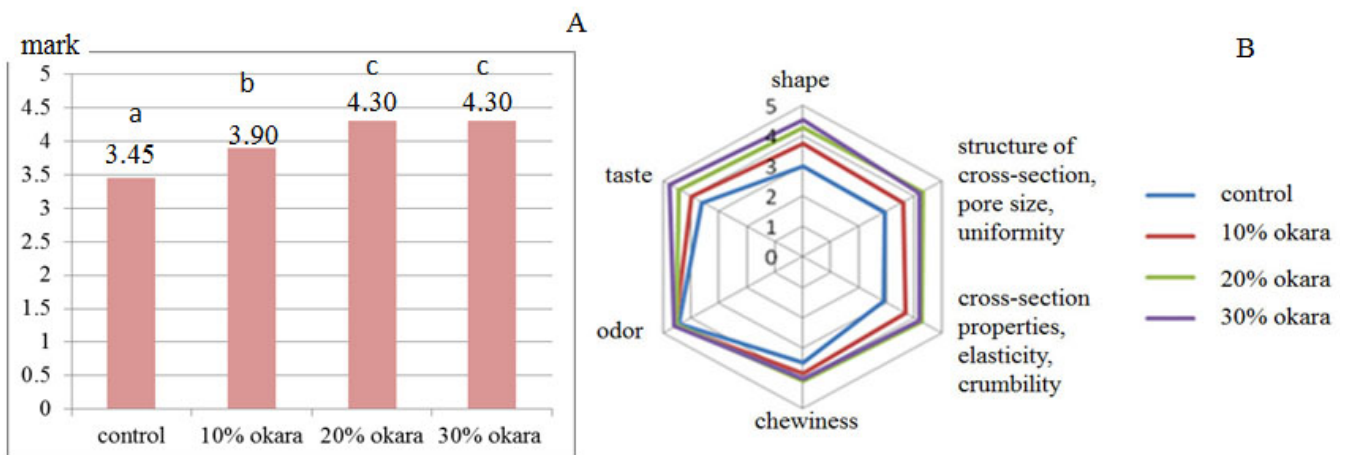 A
mark
5
4.5
4
3.5
3
2.5
2
1.5
1
0.5
0
a
3.45
b
3.90
c
4.30
c
4.30
control
10% okara
20% okara
30% okara
B
shape
5
4
3
2
1
0
structure of
cross-section,
pore size,
uniformity
cross-section
properties,
elasticity,
crumbility
chewiness
odor
taste
control
10% okara
20% okara
30% okara